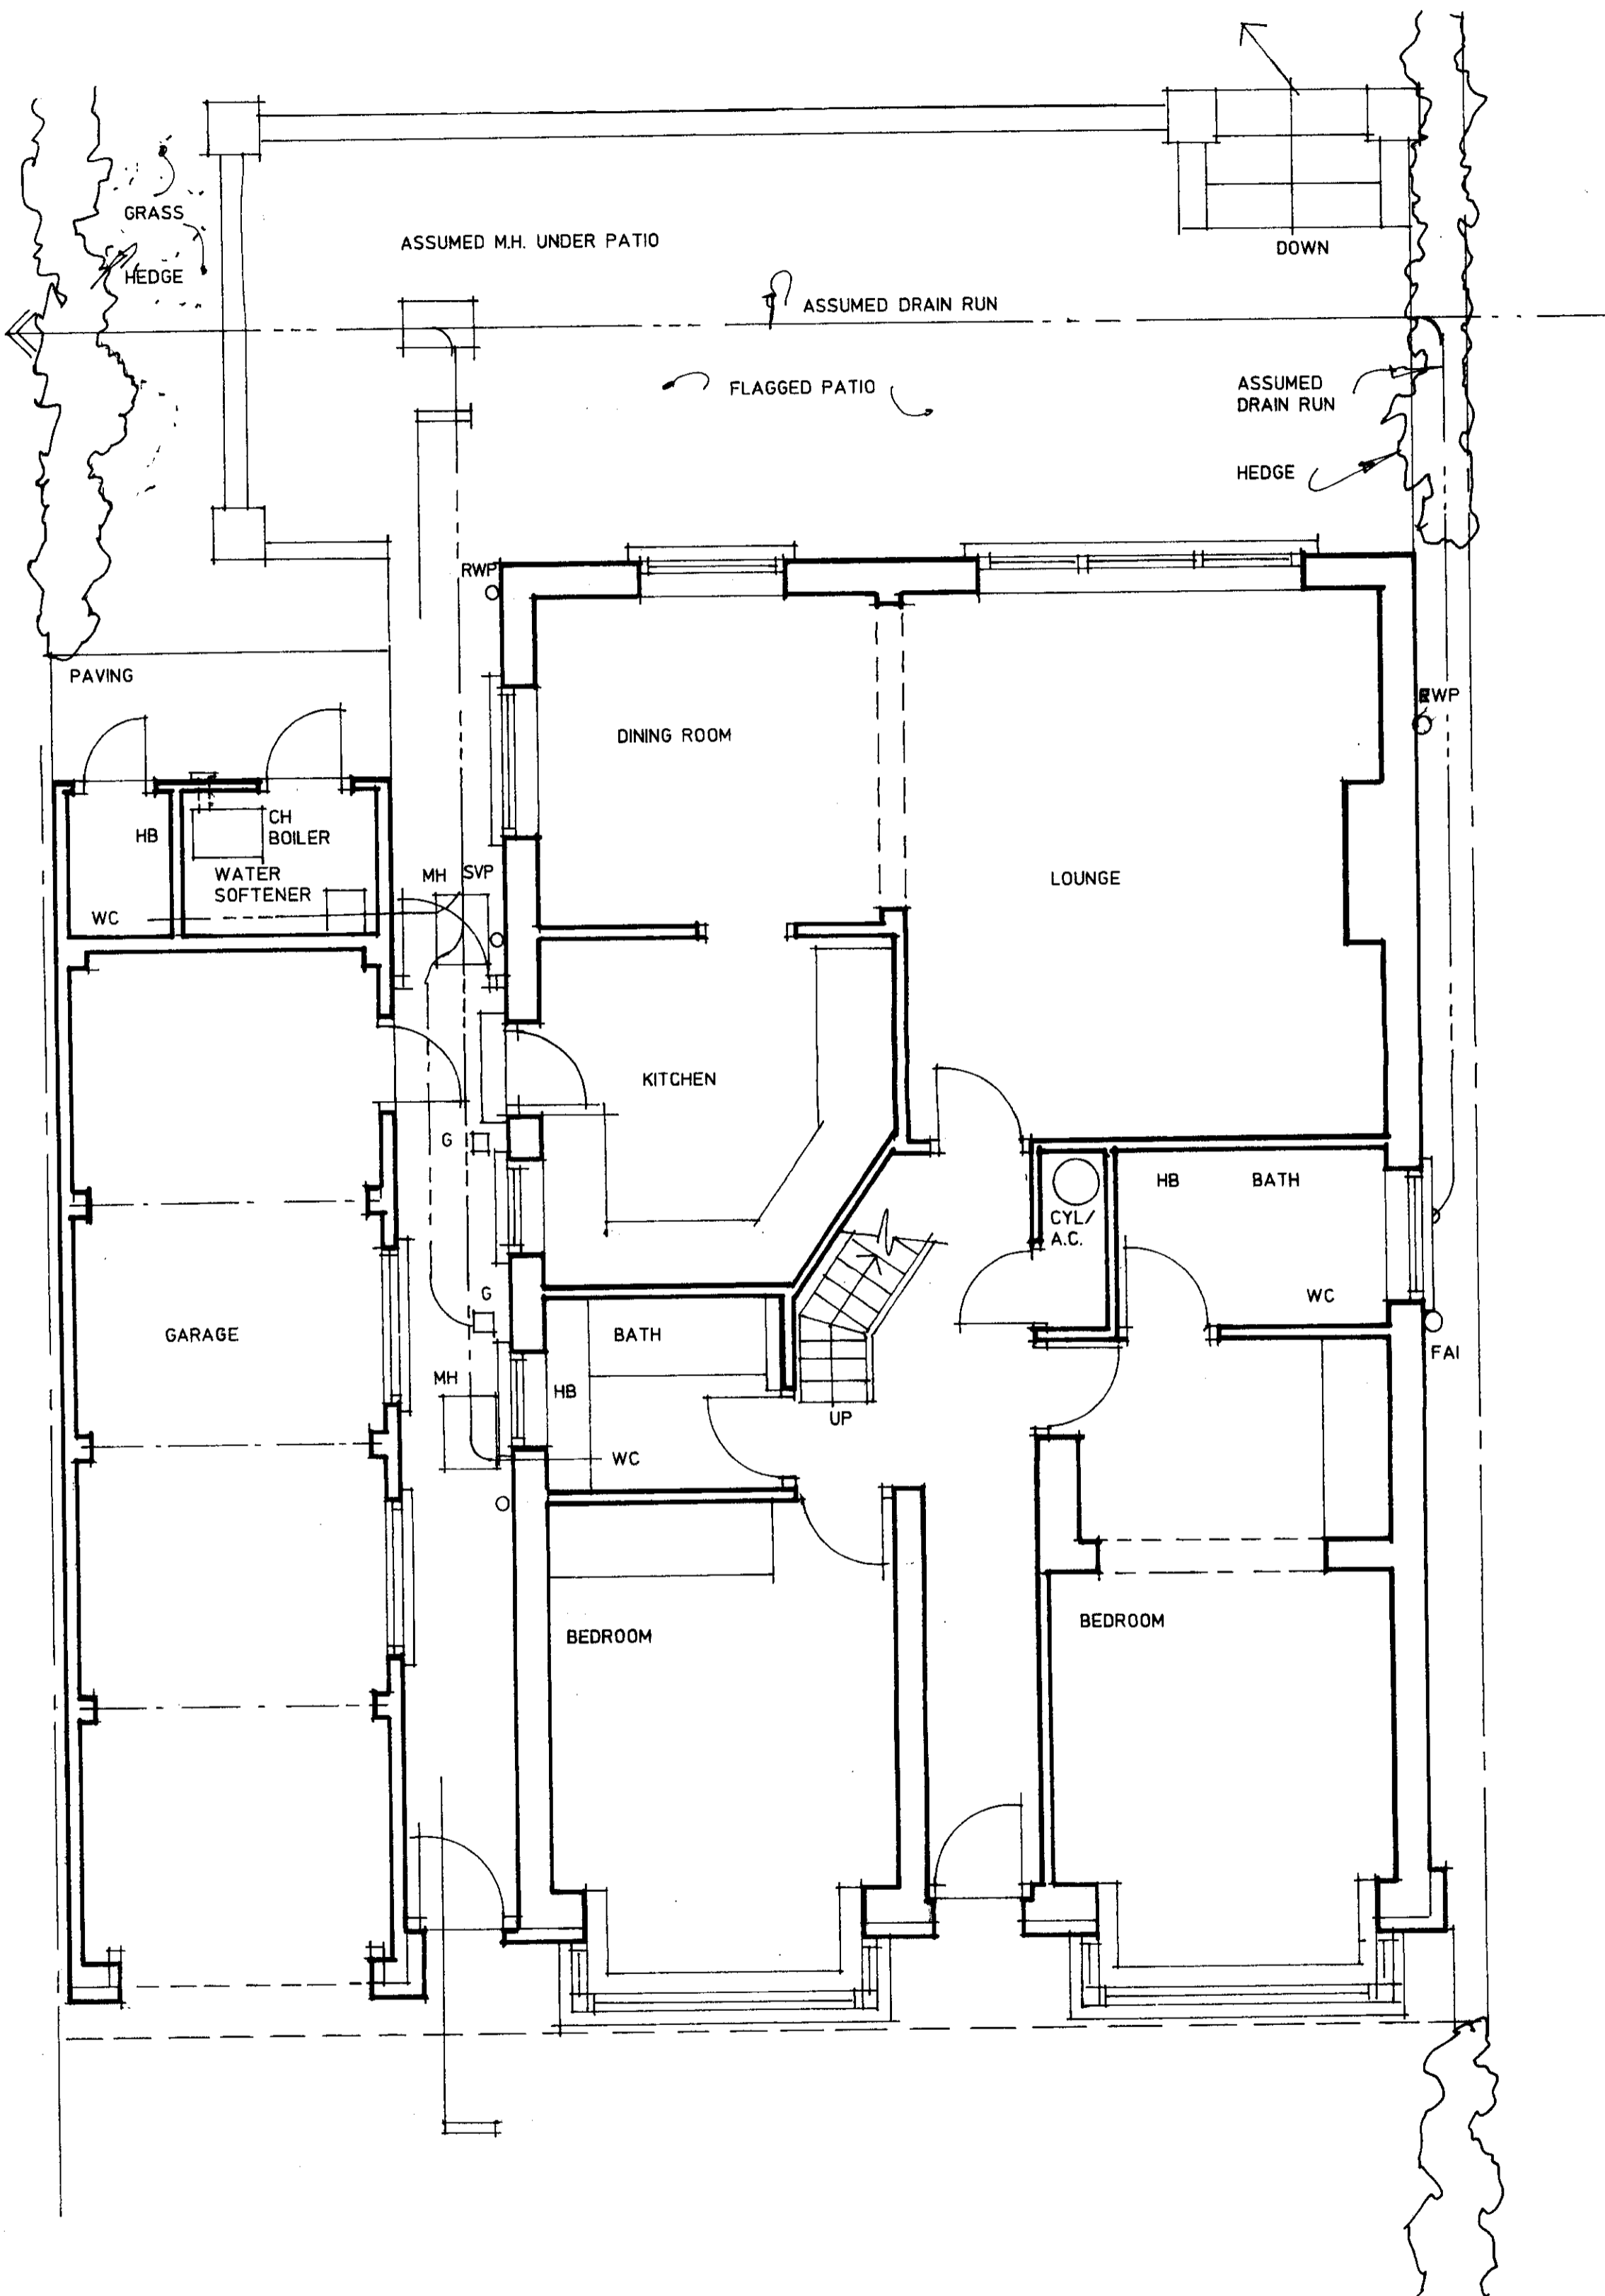 GRASS
HEDGE
ASSUMED M.H. UNDER PATIO
DOWN
ASSUMED DRAIN RUN
FLAGGED PATIO
ASSUMED
DRAIN RUN
HEDGE
RWP
PAVING
DINING ROOM
RWP
HB
CH
BOILER
WATER
SOFTENER
WC
MH
SVP
LOUNGE
KITCHEN
G
HB
BATH
CYL/
A.C.
WC
G
GARAGE
BATH
FAI
MH
HB
UP
WC
BEDROOM
BEDROOM